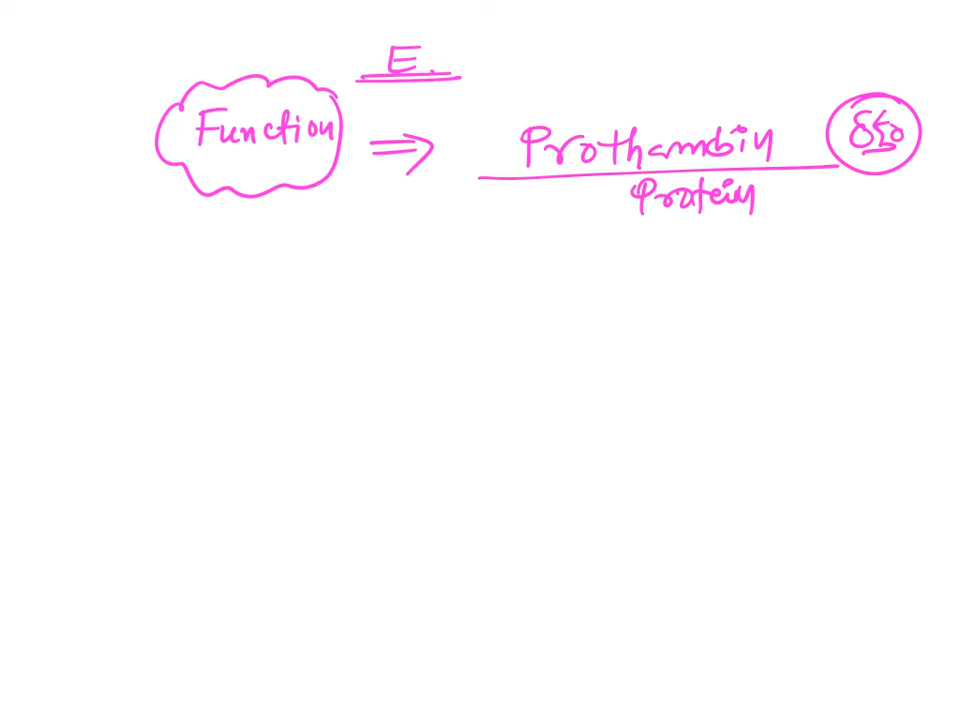 E.
Function ⇒ Prothambin
Protein